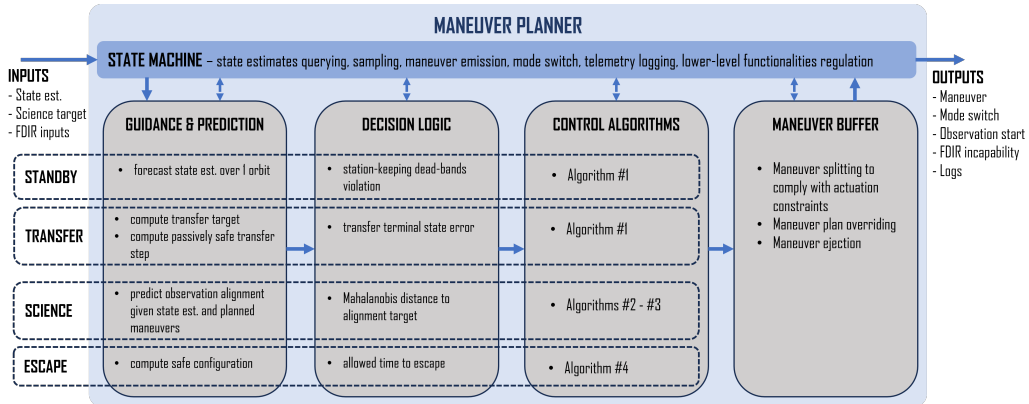 MANEUVER PLANNER
STATE MACHINE – state estimates querying, sampling, maneuver emission, mode switch, telemetry logging, lower-level functionalities regulation
INPUTS
- State est.
- Science target
- FDIR inputs
OUTPUTS
- Maneuver
- Mode switch
- Observation start
- FDIR incapability
- Logs
GUIDANCE & PREDICTION
DECISION LOGIC
CONTROL ALGORITHMS
MANEUVER BUFFER
STANDBY
• forecast state est. over 1 orbit
• station-keeping dead-bands
violation
• Algorithm #1
TRANSFER
• compute transfer target
• compute passively safe transfer
step
• transfer terminal state error
• Algorithm #1
SCIENCE
• predict observation alignment
given state est. and planned
maneuvers
• Mahalanobis distance to
alignment target
• Algorithms #2 - #3
ESCAPE
• compute safe configuration
• allowed time to escape
• Algorithm #4
• Maneuver splitting to
comply with actuation
constraints
• Maneuver plan overriding
• Maneuver ejection